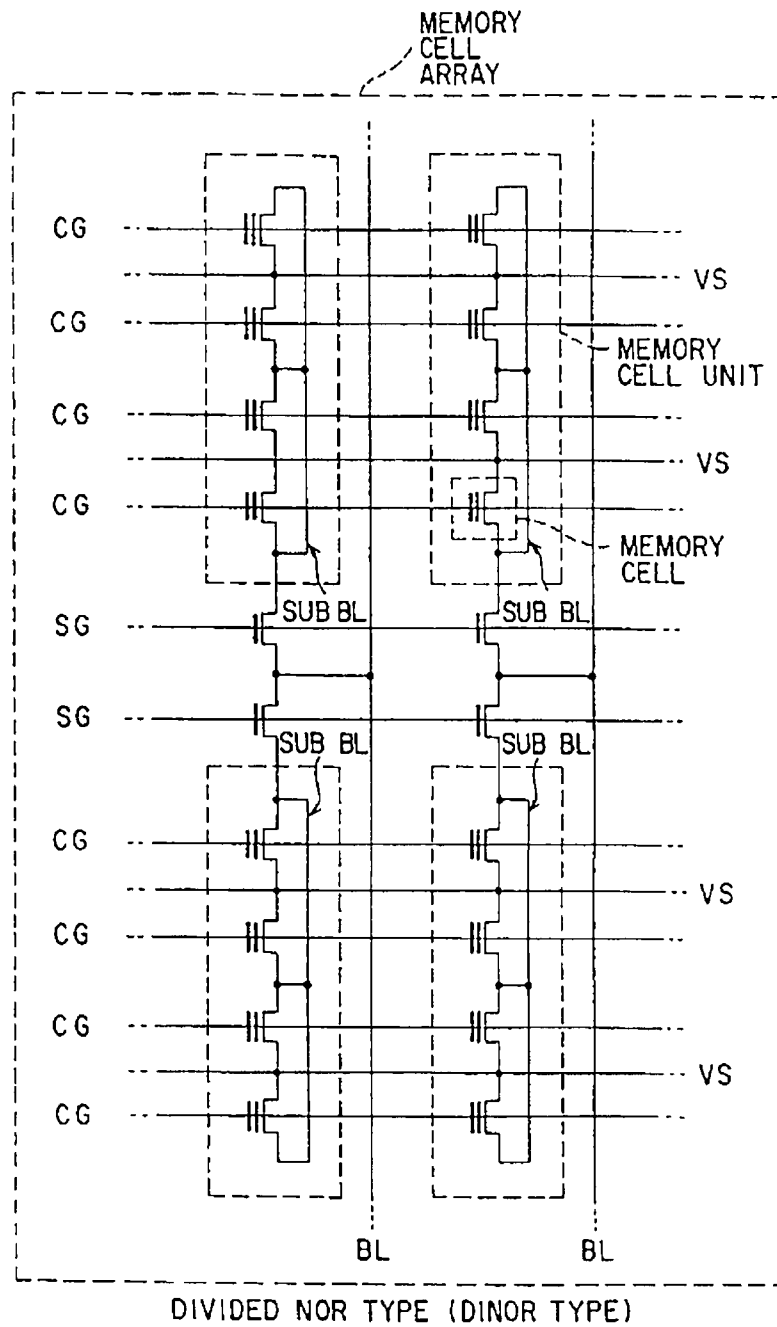 MEMORY
CELL
ARRAY
CG
VS
CG
MEMORY
CELL UNIT
CG
VS
CG
MEMORY
CELL
SUB BL
SUB BL
SG
SG
SUB BL
SUB BL
CG
VS
CG
CG
VS
CG
BL
BL
DIVIDED NOR TYPE (DINOR TYPE)